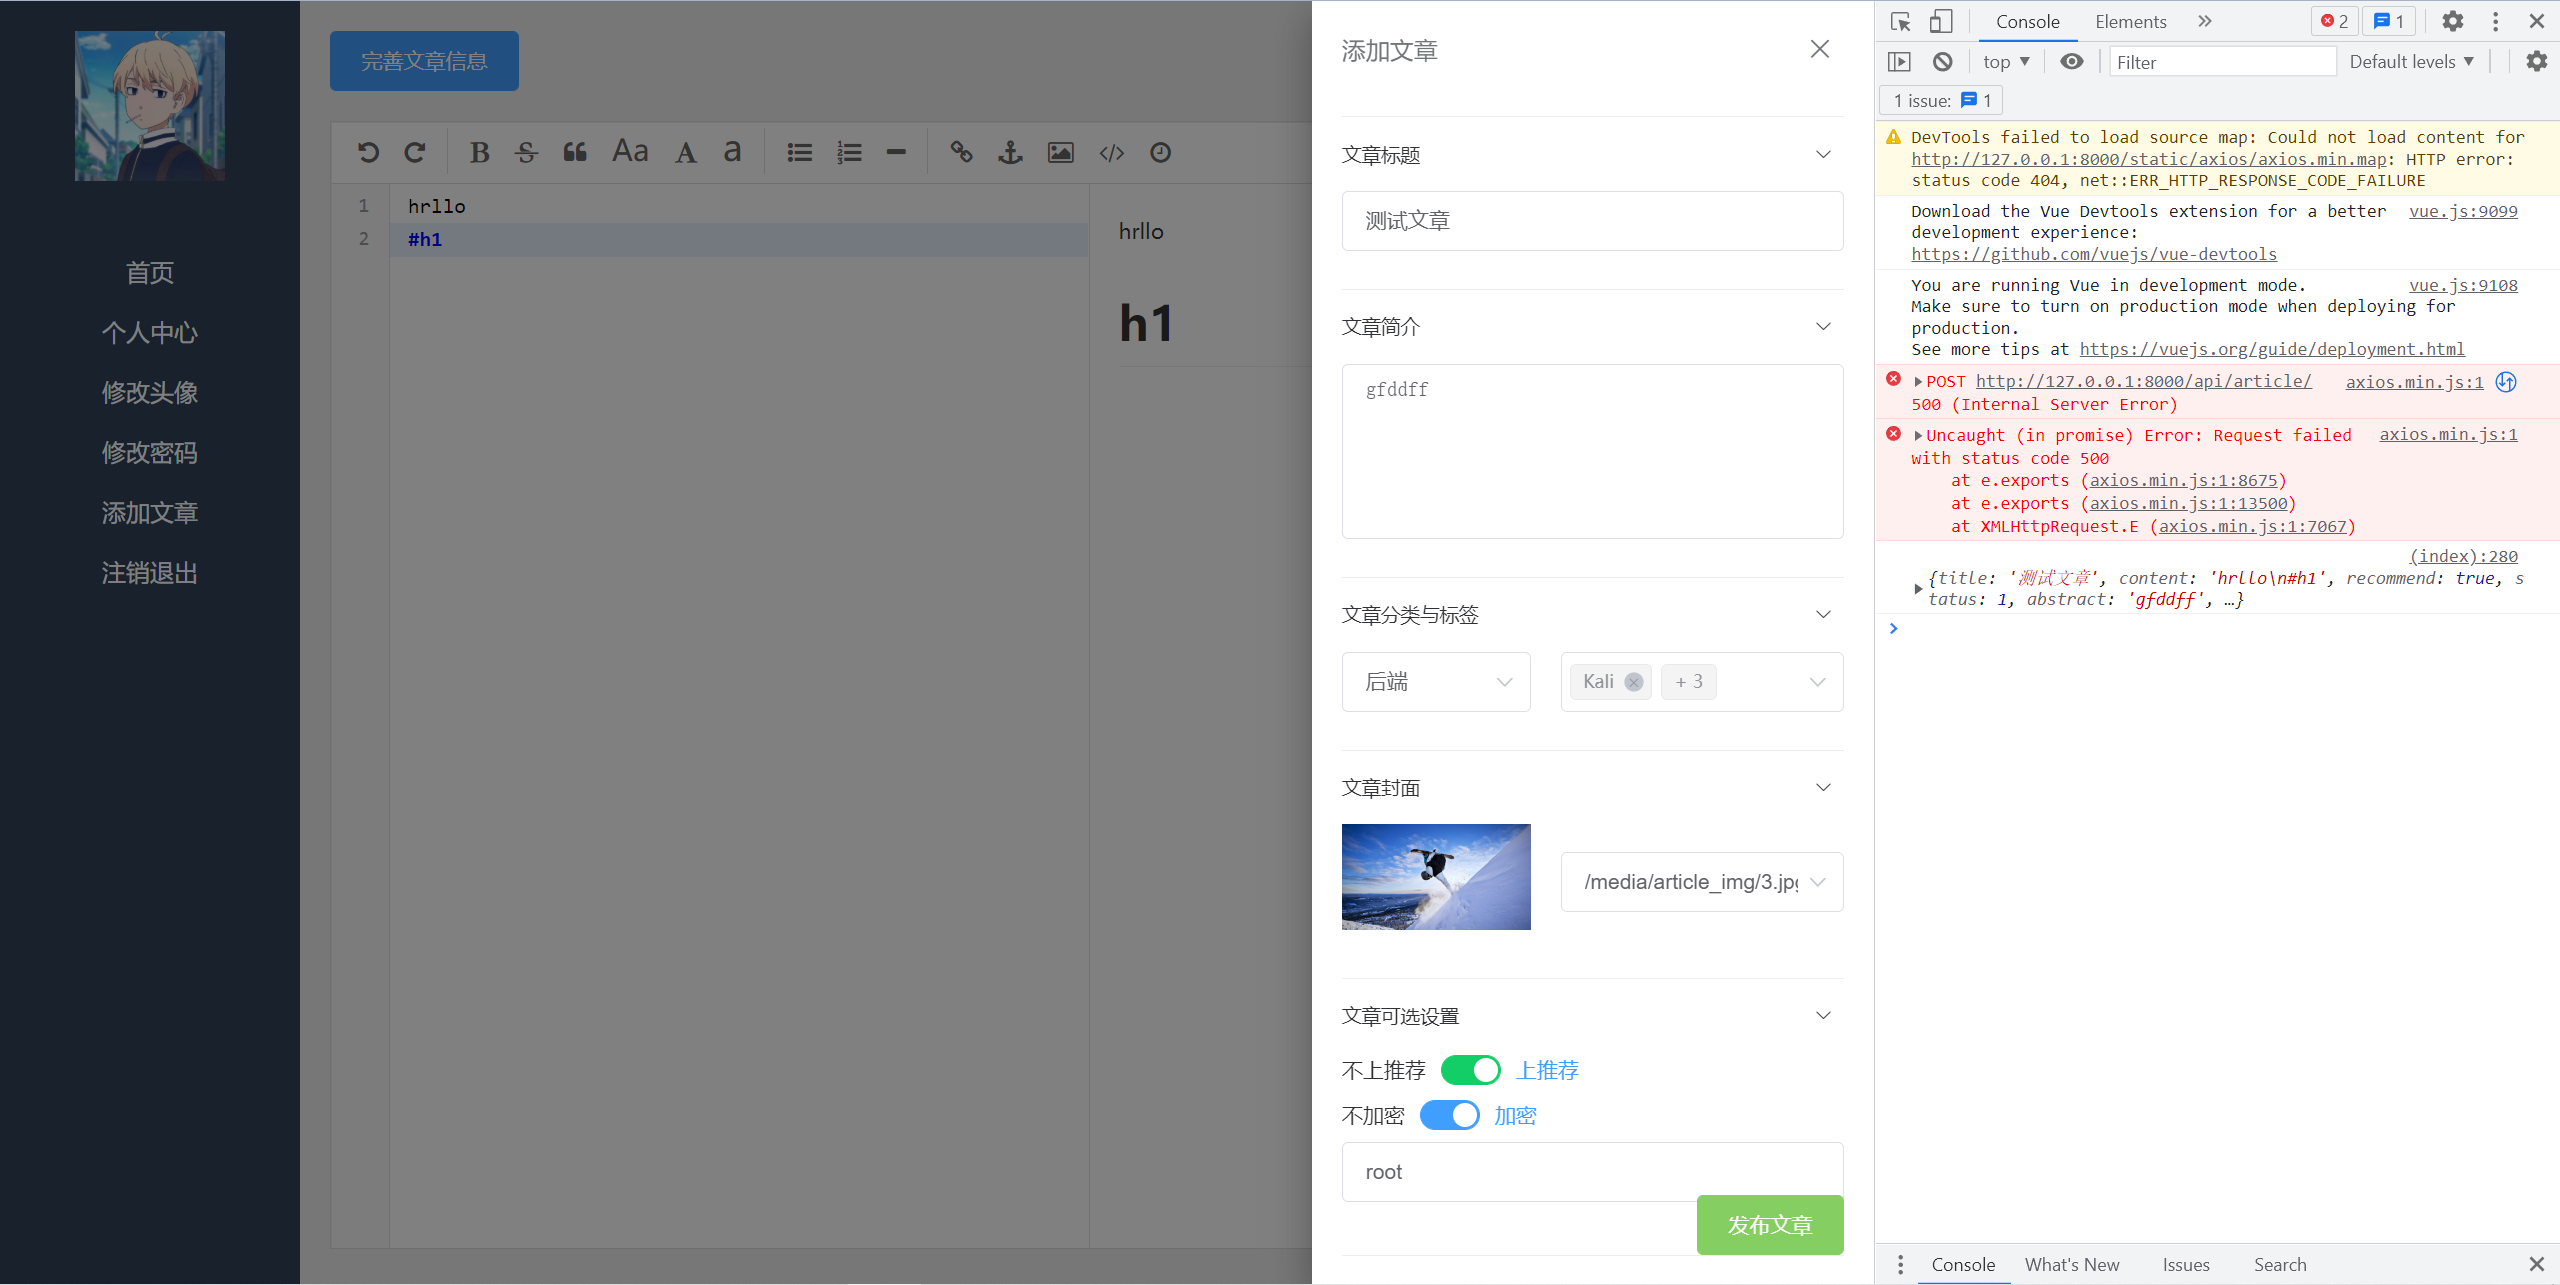 首页
个人中心
修改头像
修改密码
添加文章
注销退出
完善文章信息
B S Aa A a
1 hrllo
2 #h1
hrllo
h1
添加文章
文章标题
测试文章
文章简介
gfddff
文章分类与标签
后端
Kali
+ 3
文章封面
/media/article_img/3.jpg
文章可选设置
不上推荐 上推荐
不加密 加密
root
发布文章
Console Elements 2 1
top Filter Default levels
1 issue: 1
DevTools failed to load source map: Could not load content for
http://127.0.0.1:8000/static/axios/axios.min.map: HTTP error:
status code 404, net::ERR_HTTP_RESPONSE_CODE_FAILURE
Download the Vue Devtools extension for a better vue.js:9099
development experience:
https://github.com/vuejs/vue-devtools
You are running Vue in development mode. vue.js:9108
Make sure to turn on production mode when deploying for
production.
See more tips at https://vuejs.org/guide/deployment.html
POST http://127.0.0.1:8000/api/article/ axios.min.js:1
500 (Internal Server Error)
Uncaught (in promise) Error: Request failed axios.min.js:1
with status code 500
at e.exports (axios.min.js:1:8675)
at e.exports (axios.min.js:1:13500)
at XMLHttpRequest.E (axios.min.js:1:7067)
(index):280
{title: '测试文章', content: 'hrllo\n#h1', recommend: true, s
tatus: 1, abstract: 'gfddff', …}
Console What's New Issues Search